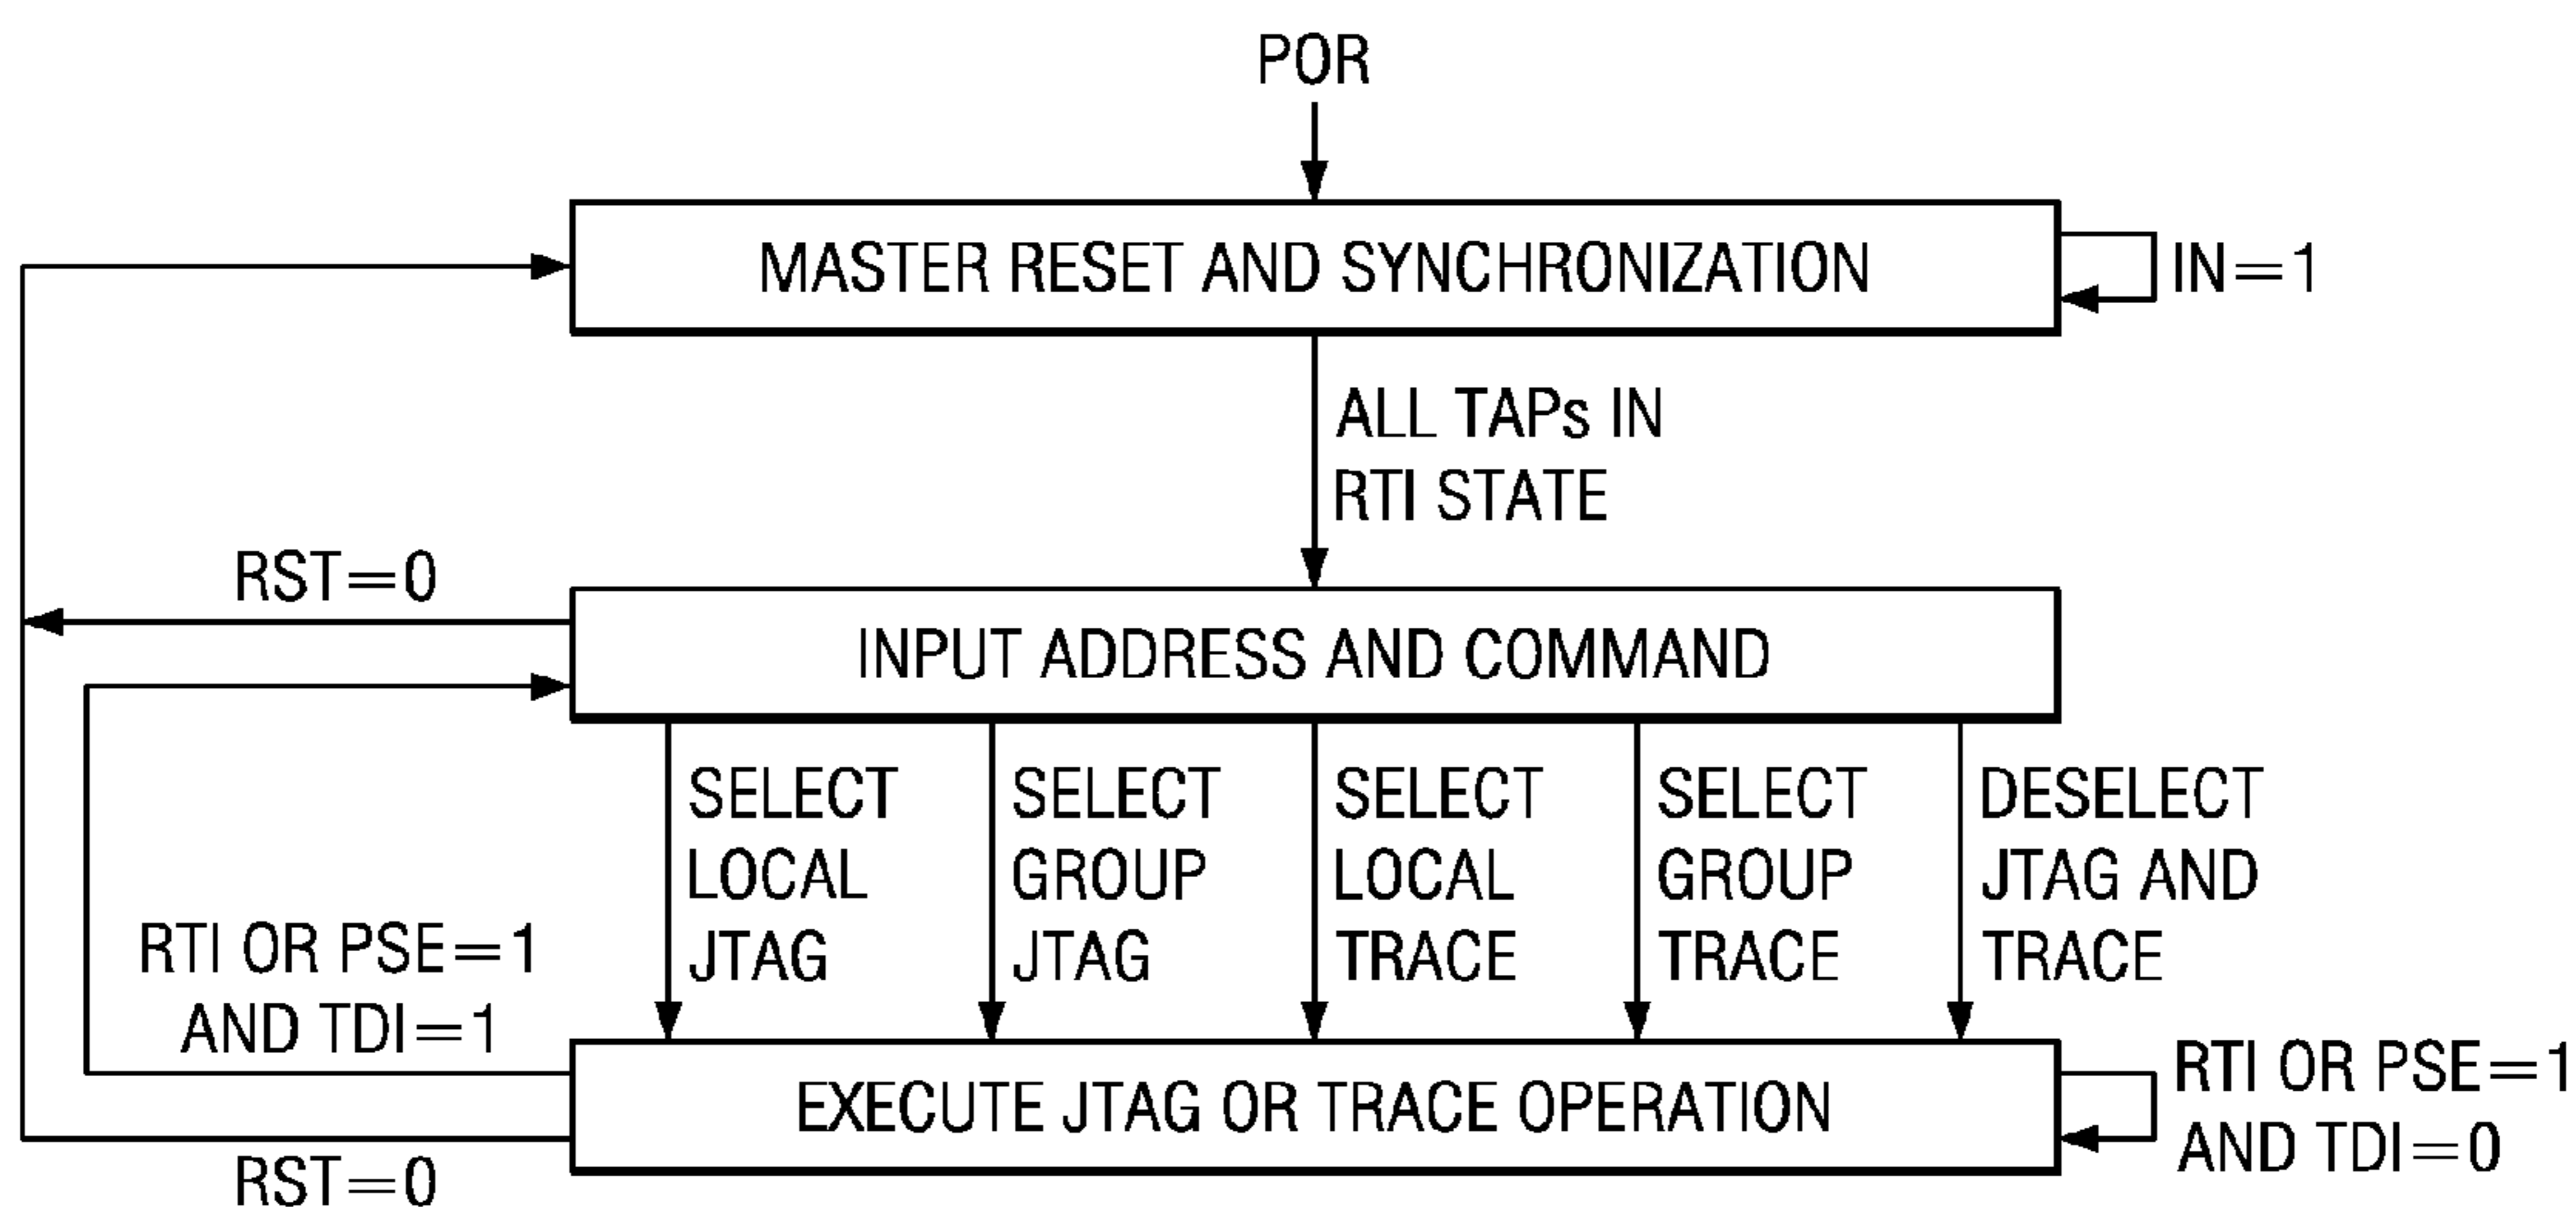 POR
MASTER RESET AND SYNCHRONIZATION
IN=1
ALL TAPs IN
RTI STATE
RST=0
INPUT ADDRESS AND COMMAND
SELECT
LOCAL
JTAG
SELECT
GROUP
JTAG
SELECT
LOCAL
TRACE
SELECT
GROUP
TRACE
DESELECT
JTAG AND
TRACE
RTI OR PSE=1
AND TDI=1
EXECUTE JTAG OR TRACE OPERATION
RTI OR PSE=1
AND TDI=0
RST=0